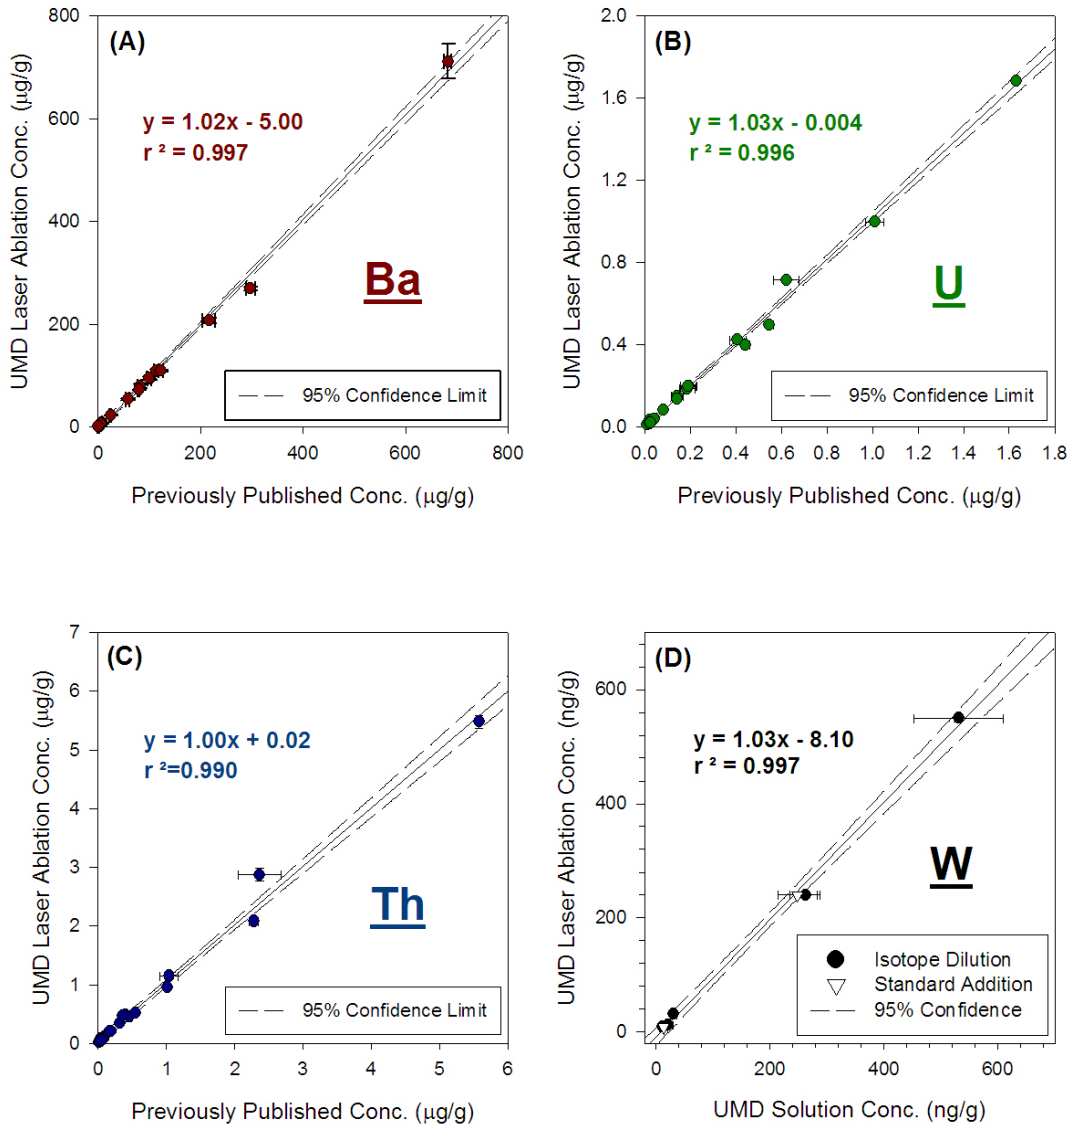 (A)
UMD Laser Ablation Conc. (µg/g)
800
600
400
200
0
y = 1.02x - 5.00
r ² = 0.997
Ba
95% Confidence Limit
0 200 400 600 800
Previously Published Conc. (µg/g)
(B)
UMD Laser Ablation Conc. (µg/g)
2.0
1.6
1.2
0.8
0.4
0.0
y = 1.03x - 0.004
r ² = 0.996
U
95% Confidence Limit
0.0 0.2 0.4 0.6 0.8 1.0 1.2 1.4 1.6 1.8
Previously Published Conc. (µg/g)
(C)
UMD Laser Ablation Conc. (µg/g)
7
6
5
4
3
2
1
0
y = 1.00x + 0.02
r ²=0.990
Th
95% Confidence Limit
0 1 2 3 4 5 6
Previously Published Conc. (µg/g)
(D)
UMD Laser Ablation Conc. (ng/g)
600
400
200
0
y = 1.03x - 8.10
r ² = 0.997
W
Isotope Dilution
Standard Addition
95% Confidence
0 200 400 600
UMD Solution Conc. (ng/g)